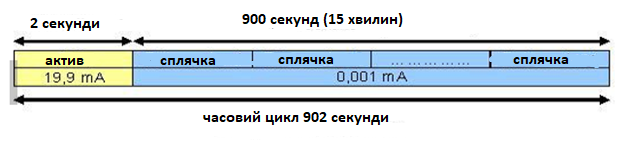 2 секунди
900 секунд (15 хвилин)
актив сплячка сплячка ... ... ... ... ... сплячка
19,9 mA 0,001 mA
часовий цикл 902 секунди